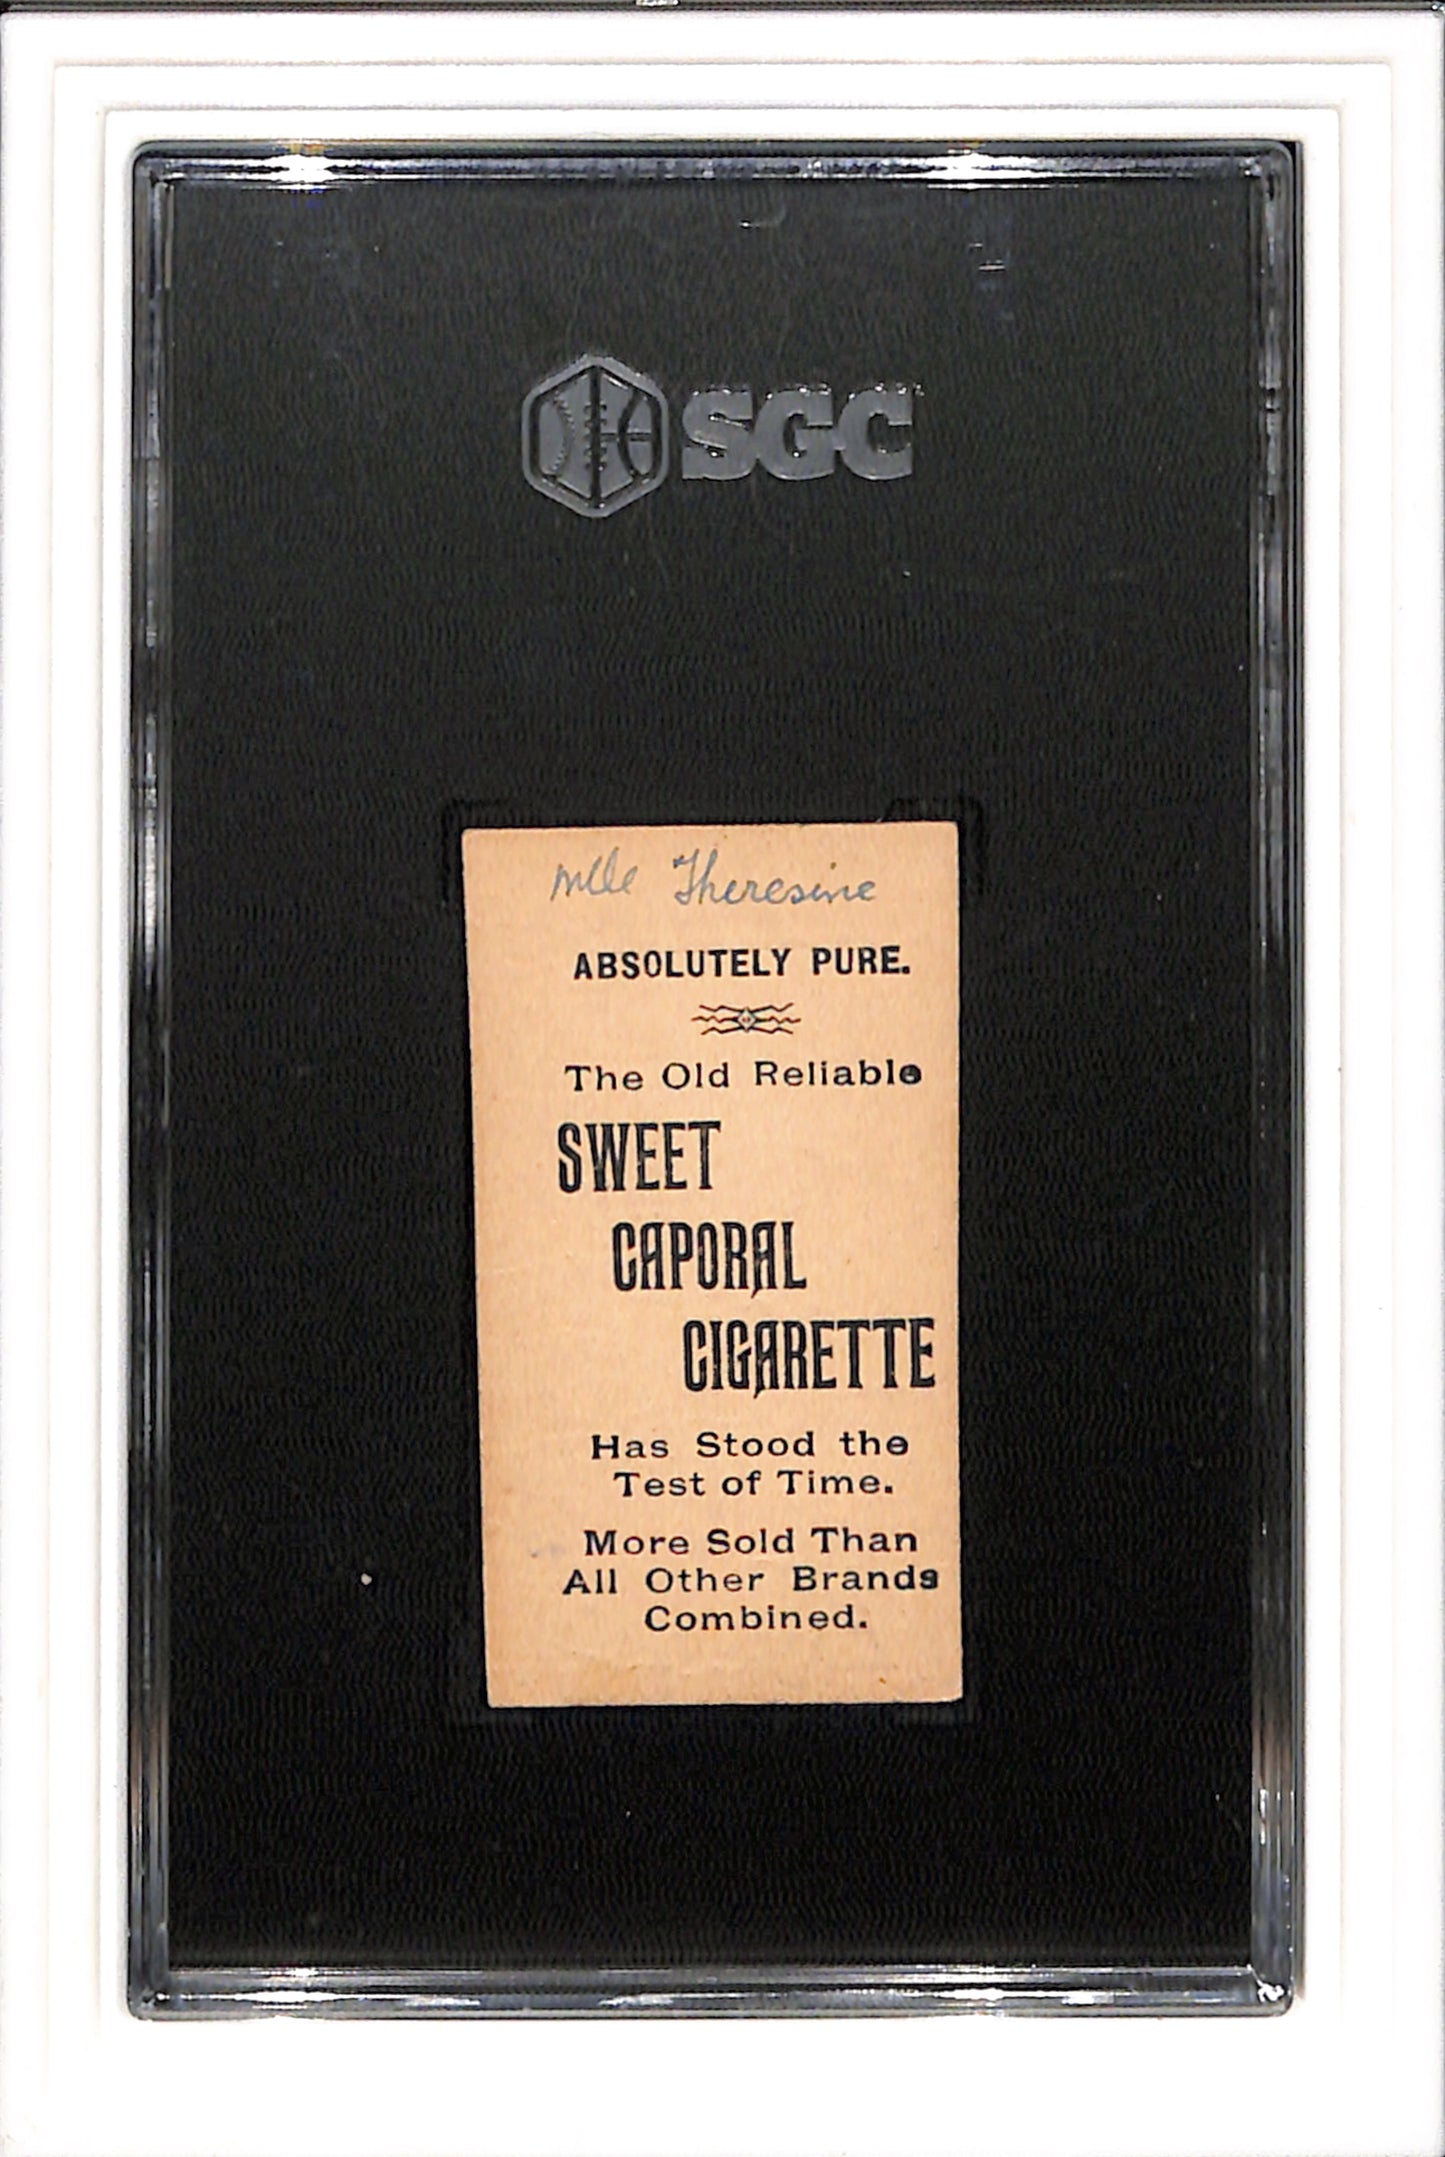 SGC
Mlle Theresine
ABSOLUTELY PURE.
The Old Reliable
SWEET
CAPORAL
CIGARETTE
Has Stood the
Test of Time.
More Sold Than
All Other Brands
Combined.